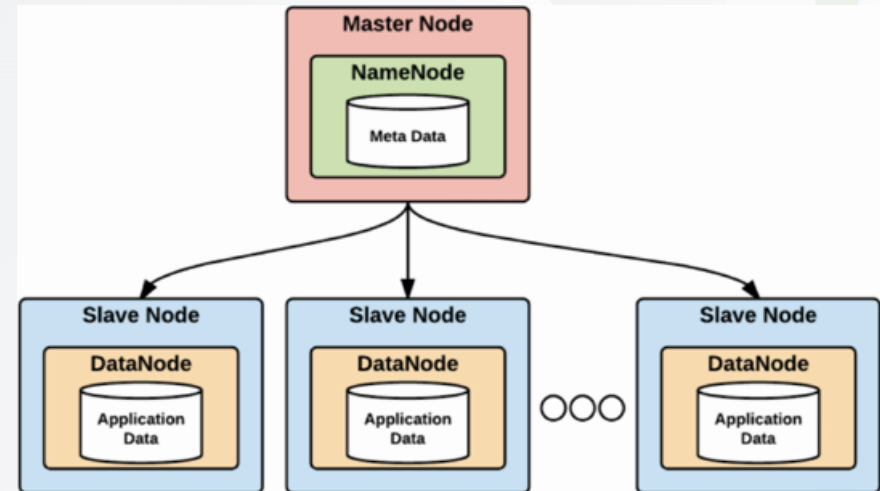 Master Node
NameNode
Meta Data
Slave Node
DataNode
Application
Data
Slave Node
DataNode
Application
Data
Slave Node
DataNode
Application
Data